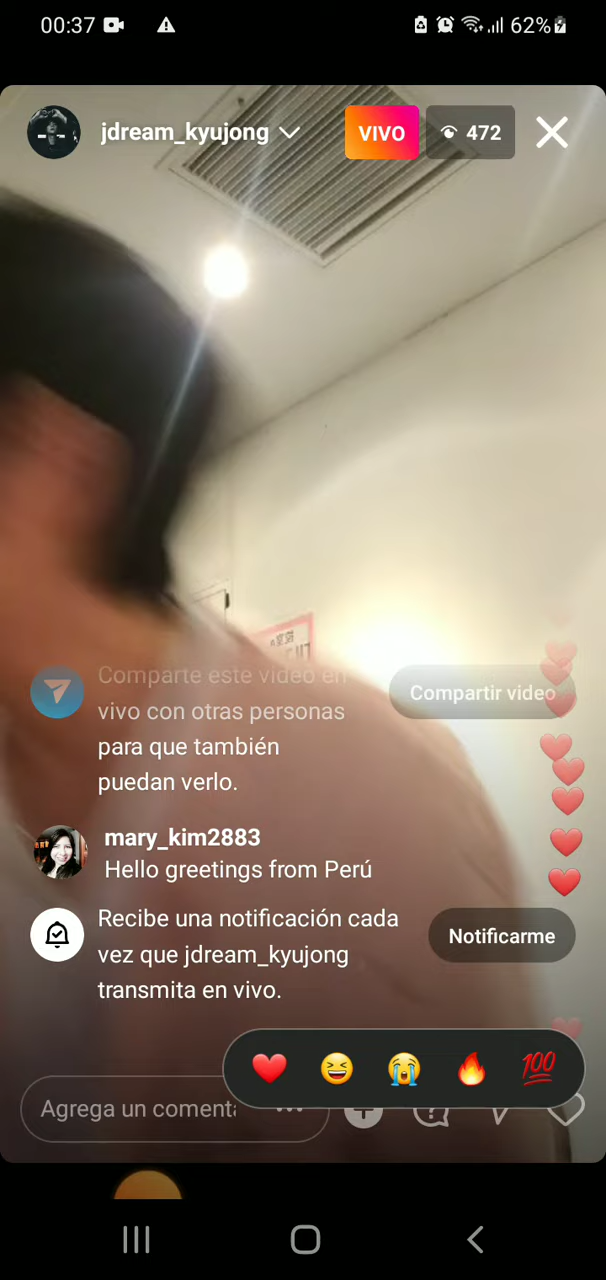 00:37
62%
jdream_kyujong
VIVO
472
Comparte este video en
vivo con otras personas
para que también
puedan verlo.
Compartir video
mary_kim2883
Hello greetings from Perú
Recibe una notificación cada
vez que jdream_kyujong
transmita en vivo.
Notificarme
100
Agrega un coment